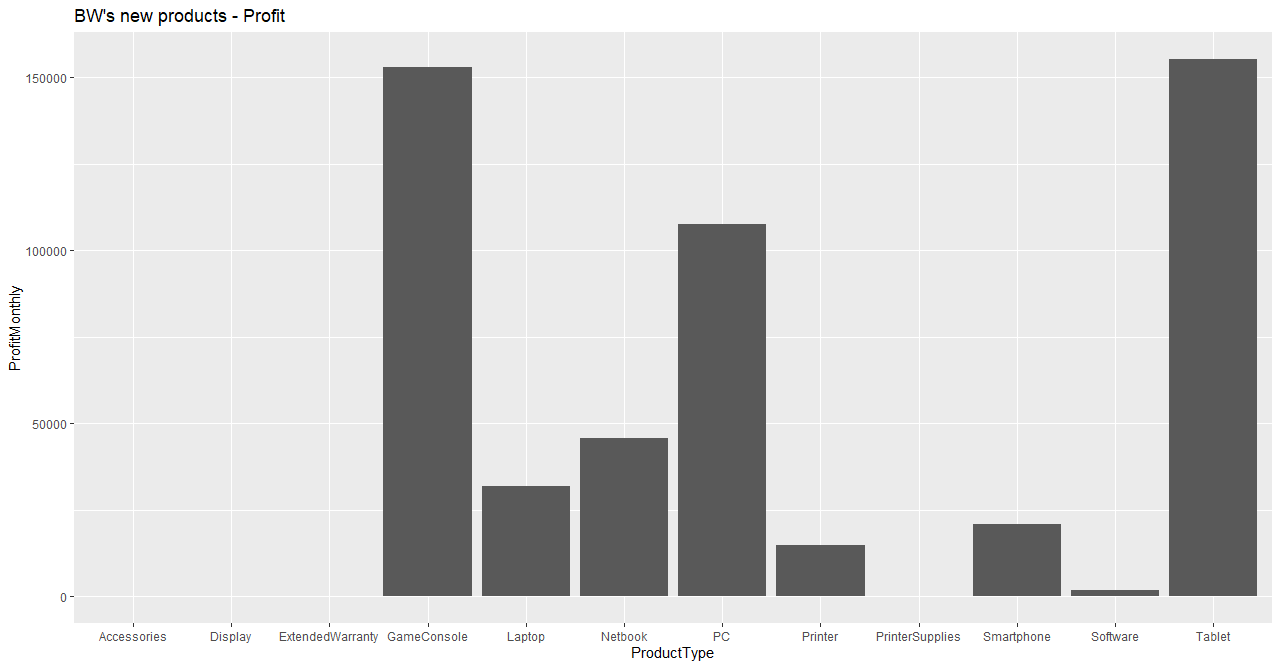 BW's new products - Profit
ProfitMonthly
150000
100000
50000
0
Accessories Display ExtendedWarranty GameConsole Laptop Netbook PC Printer PrinterSupplies Smartphone Software Tablet
ProductType